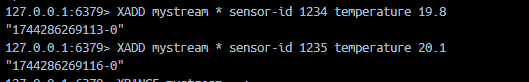 127.0.0.1:6379> XADD mystream * sensor-id 1234 temperature 19.8
"1744286269113-0"
127.0.0.1:6379> XADD mystream * sensor-id 1235 temperature 20.1
"1744286269116-0"